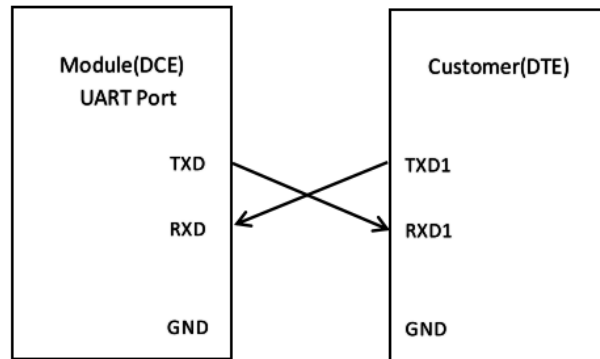 Module(DCE)
UART Port
TXD
RXD
GND
Customer(DTE)
TXD1
RXD1
GND